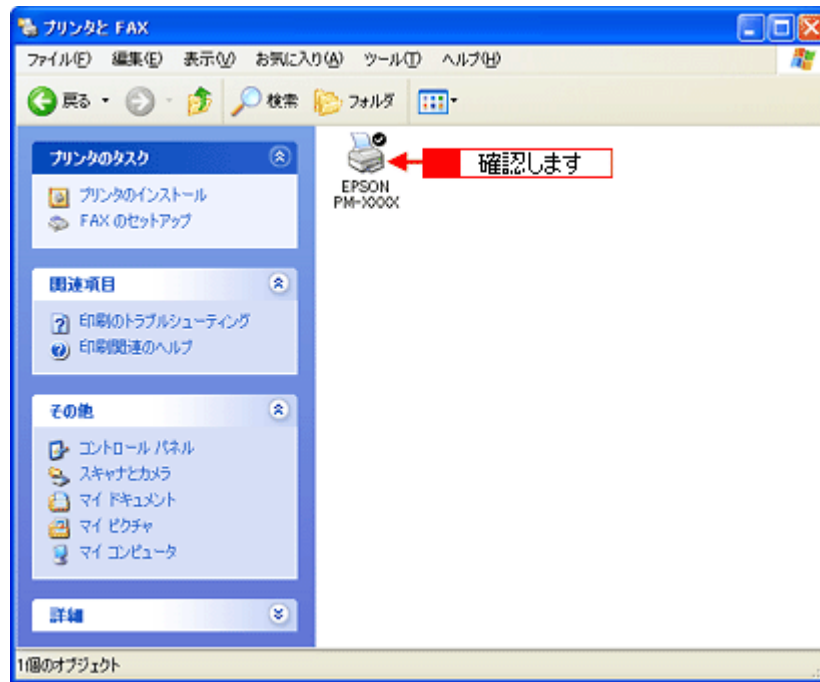 プリンタと FAX
ファイル(F) 編集(E) 表示(V) お気に入り(A) ツール(T) ヘルプ(H)
戻る 検索 フォルダ
プリンタのタスク
プリンタのインストール
FAX のセットアップ
関連項目
印刷のトラブルシューティング
印刷関連のヘルプ
その他
コントロール パネル
スキャナとカメラ
マイ ドキュメント
マイ ピクチャ
マイ コンピュータ
詳細
確認します
EPSON
PM-XXXX
1個のオブジェクト